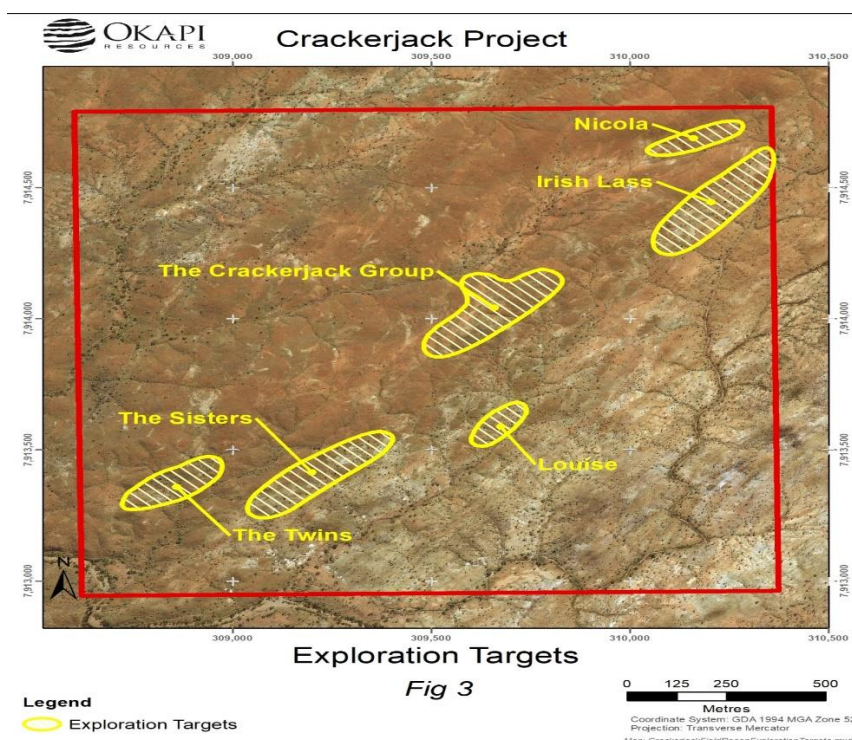 OKAPI
RESOURCES
Crackerjack Project
309,000 309,500 310,000 310,500
Nicola
Irish Lass
7,914,500 7,914,500
The Crackerjack Group
7,914,000 7,914,000
The Sisters
7,913,500 7,913,500
Louise
The Twins
N
7,913,000 7,913,000
309,000 309,500 310,000 310,500
Exploration Targets
Fig 3
Legend
Exploration Targets
0 125 250 500
Metres
Coordinate System: GDA 1994 MGA Zone 52
Projection: Transverse Mercator